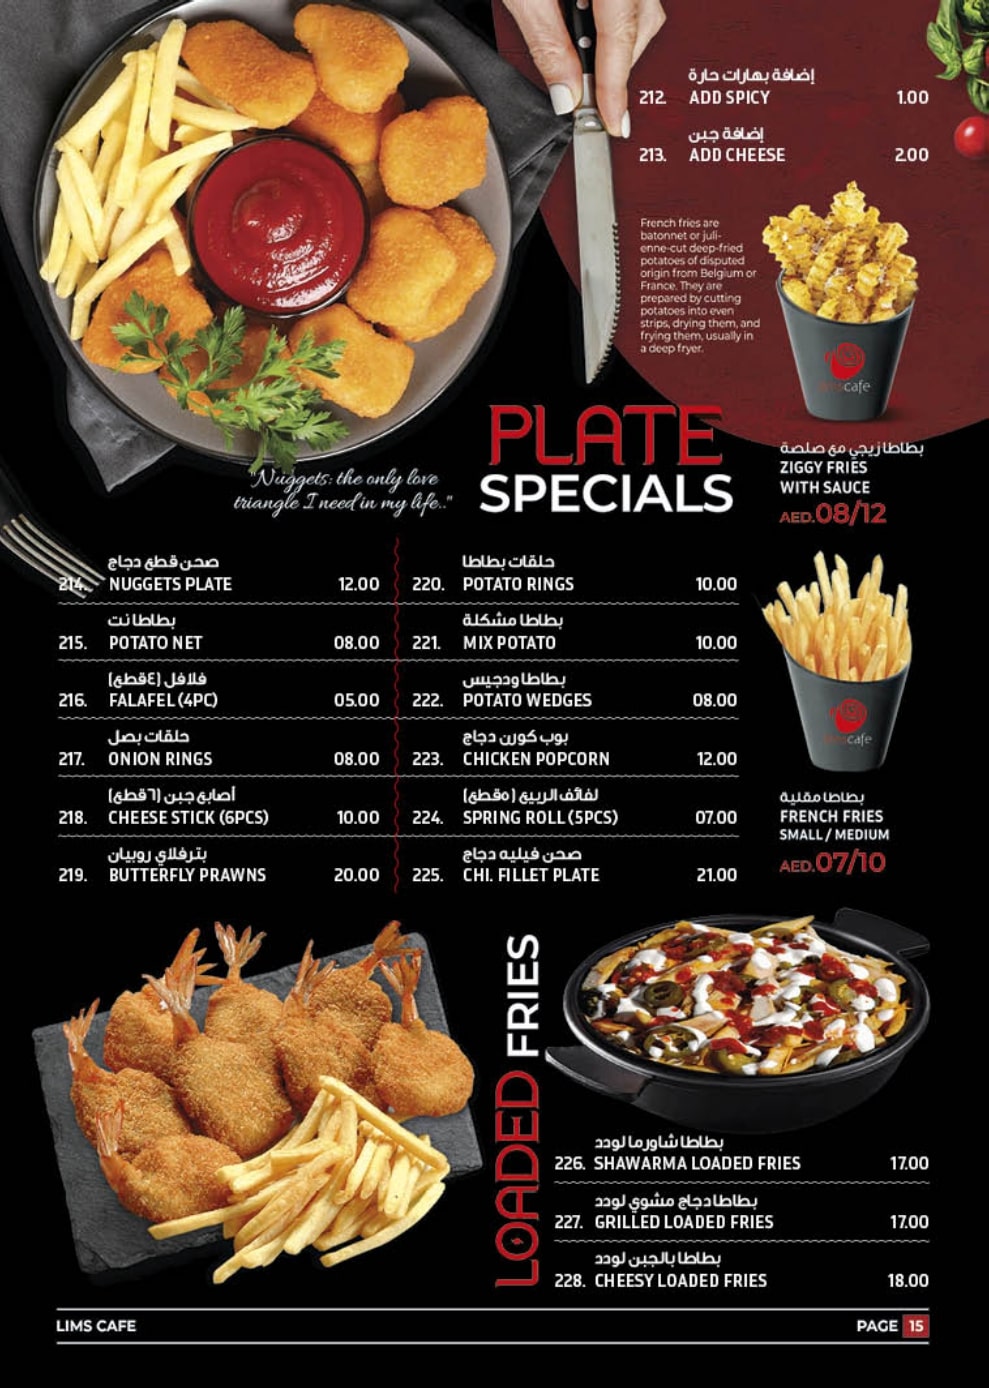 إضافة بهارات حارة
212. ADD SPICY 1.00
إضافة جبن
213. ADD CHEESE 2.00
French fries are
batonnet or juli-
enne-cut deep-fried
potatoes of disputed
origin from Belgium or
France. They are
prepared by cutting
potatoes into even
strips, drying them, and
frying them, usually in
a deep fryer.
cafe
PLATE
SPECIALS
"Nuggets: the only love
triangle I need in my life.."
بطاطا زيجي مع صلصة
ZIGGY FRIES
WITH SAUCE
AED.08/12
صحن قطع دجاج
214. NUGGETS PLATE 12.00
بطاطا نت
215. POTATO NET 08.00
فلافل (٤قطع)
216. FALAFEL (4PC) 05.00
حلقات بصل
217. ONION RINGS 08.00
أصابع جبن (٦قطع)
218. CHEESE STICK (6PCS) 10.00
بترفلاي روبيان
219. BUTTERFLY PRAWNS 20.00
حلقات بطاطا
220. POTATO RINGS 10.00
بطاطا مشكلة
221. MIX POTATO 10.00
بطاطا ودجيس
222. POTATO WEDGES 08.00
بوب كورن دجاج
223. CHICKEN POPCORN 12.00
لفائف الربيع (٥قطع)
224. SPRING ROLL (5PCS) 07.00
صحن فيليه دجاج
225. CHI. FILLET PLATE 21.00
cafe
بطاطا مقلية
FRENCH FRIES
SMALL / MEDIUM
AED.07/10
LOADED FRIES
بطاطا شاورما لودد
226. SHAWARMA LOADED FRIES 17.00
بطاطا دجاج مشوي لودد
227. GRILLED LOADED FRIES 17.00
بطاطا بالجبن لودد
228. CHEESY LOADED FRIES 18.00
LIMS CAFE
PAGE 15